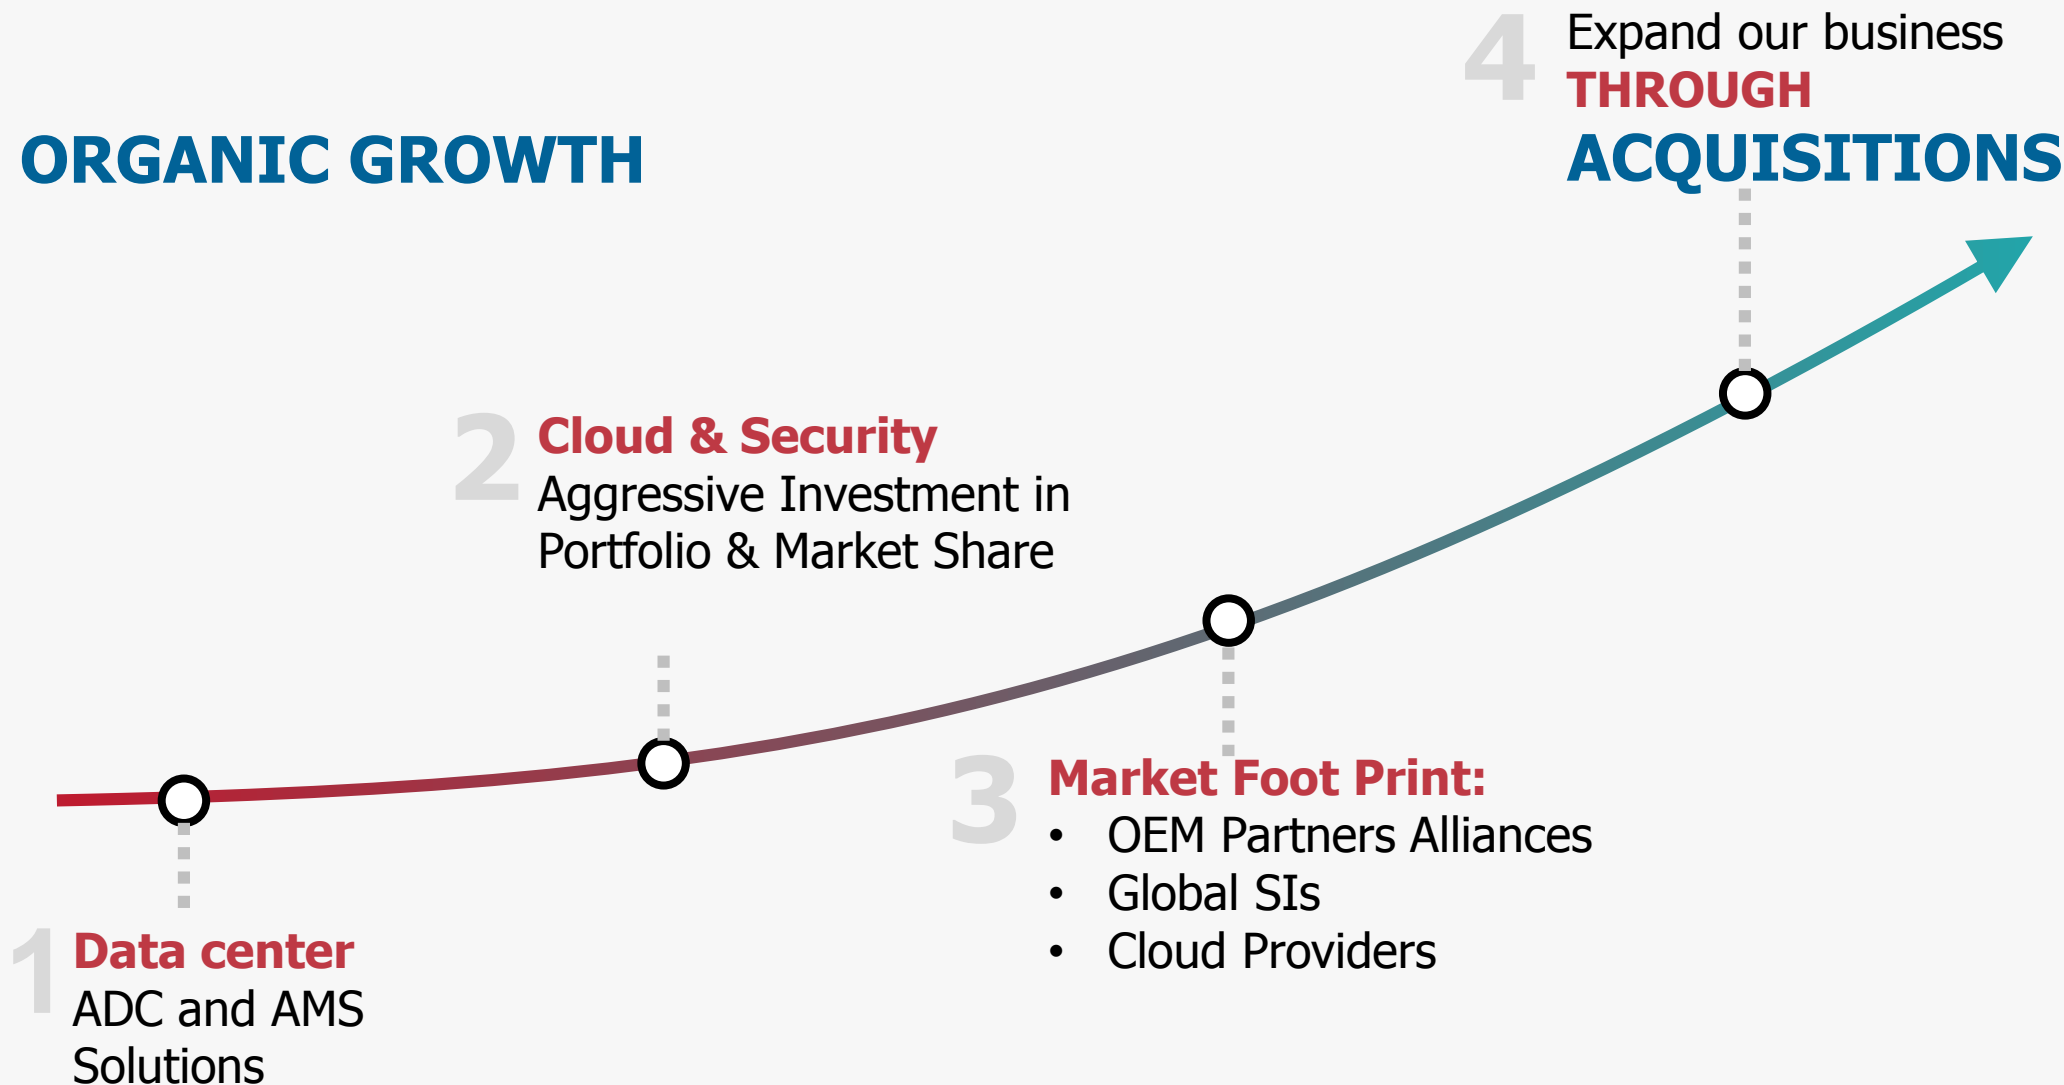 ORGANIC GROWTH
1
Data center
ADC and AMS
Solutions
2
Cloud & Security
Aggressive Investment in
Portfolio & Market Share
3
Market Foot Print:
• OEM Partners Alliances
• Global SIs
• Cloud Providers
4
Expand our business
THROUGH
ACQUISITIONS